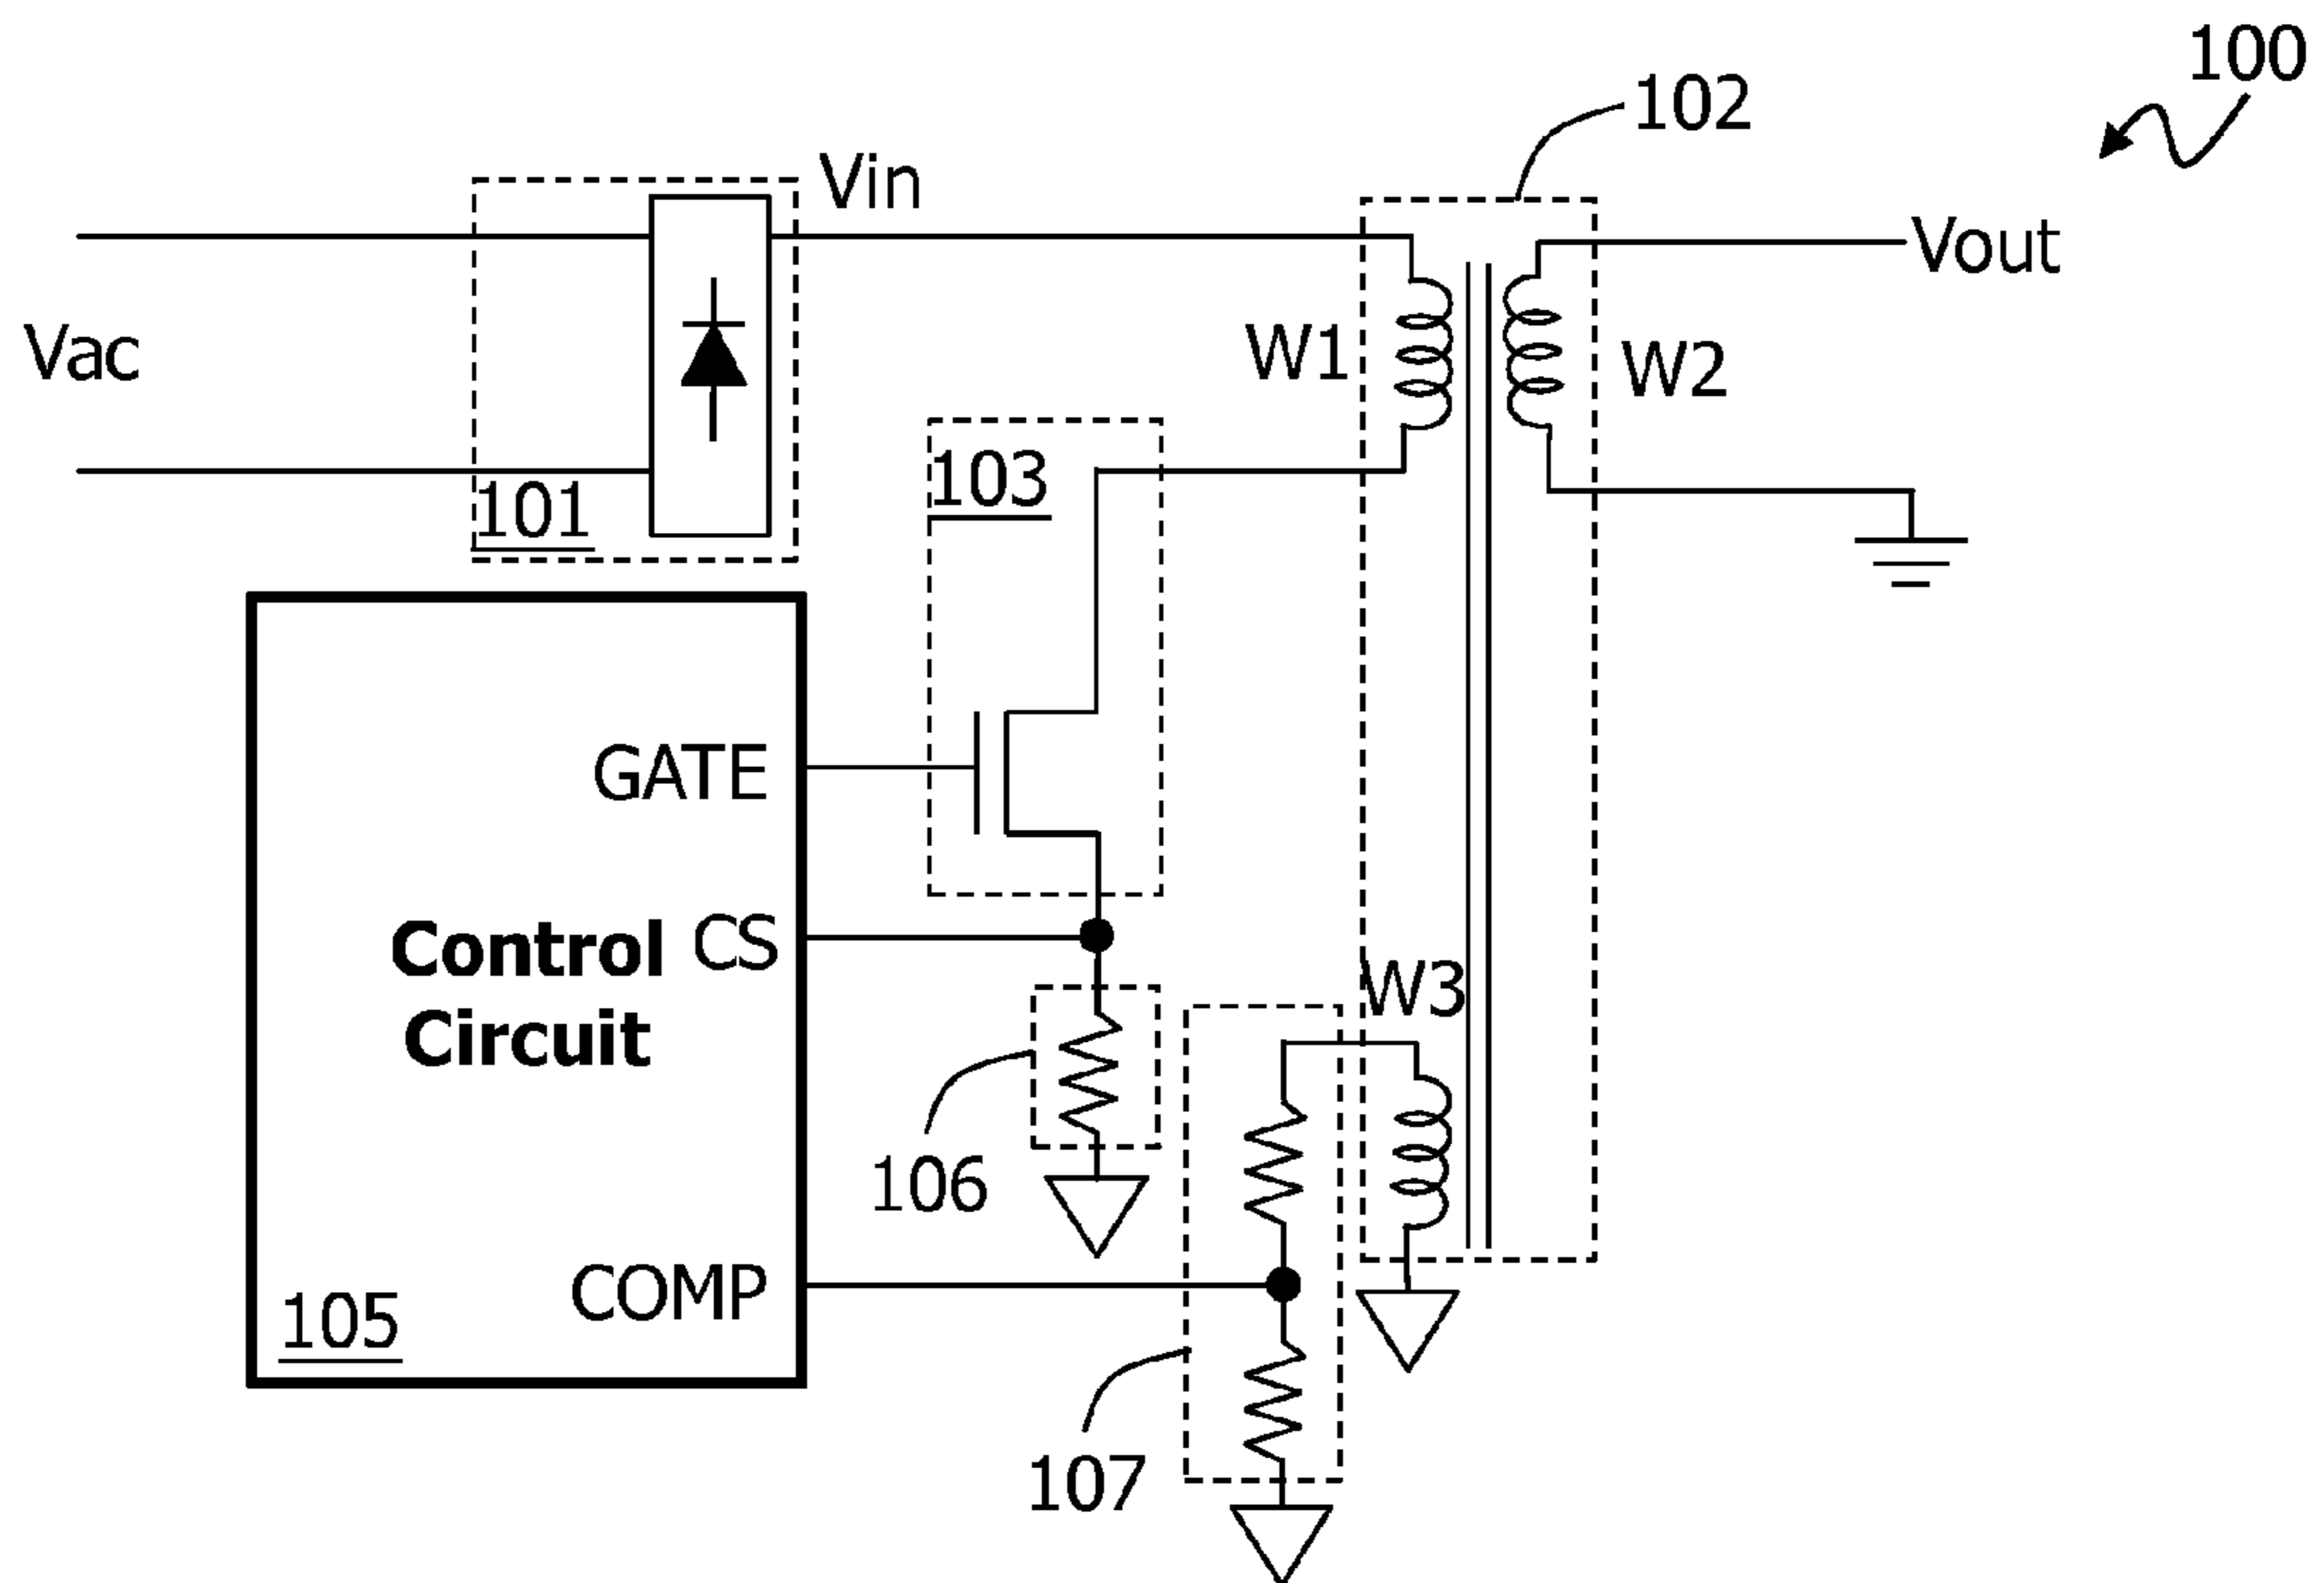 100
102
Vin
Vout
Vac
W1
W2
103
101
GATE
Control
Circuit
CS
W3
106
COMP
105
107